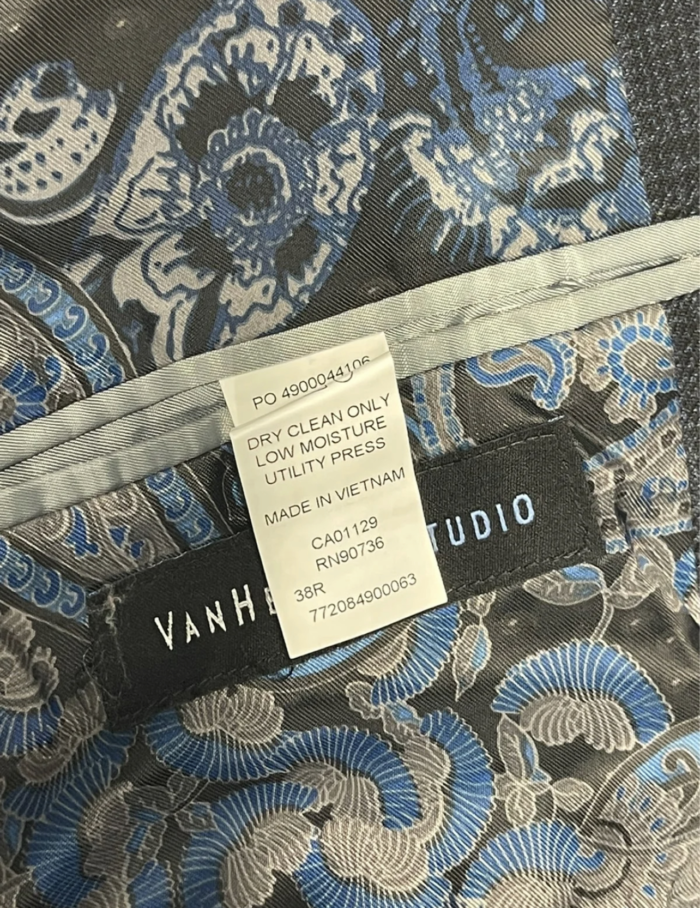 PO 4900044106
DRY CLEAN ONLY
LOW MOISTURE
UTILITY PRESS
MADE IN VIETNAM
CA01129
RN90736
38R
772084900063
VANHE TUDIO